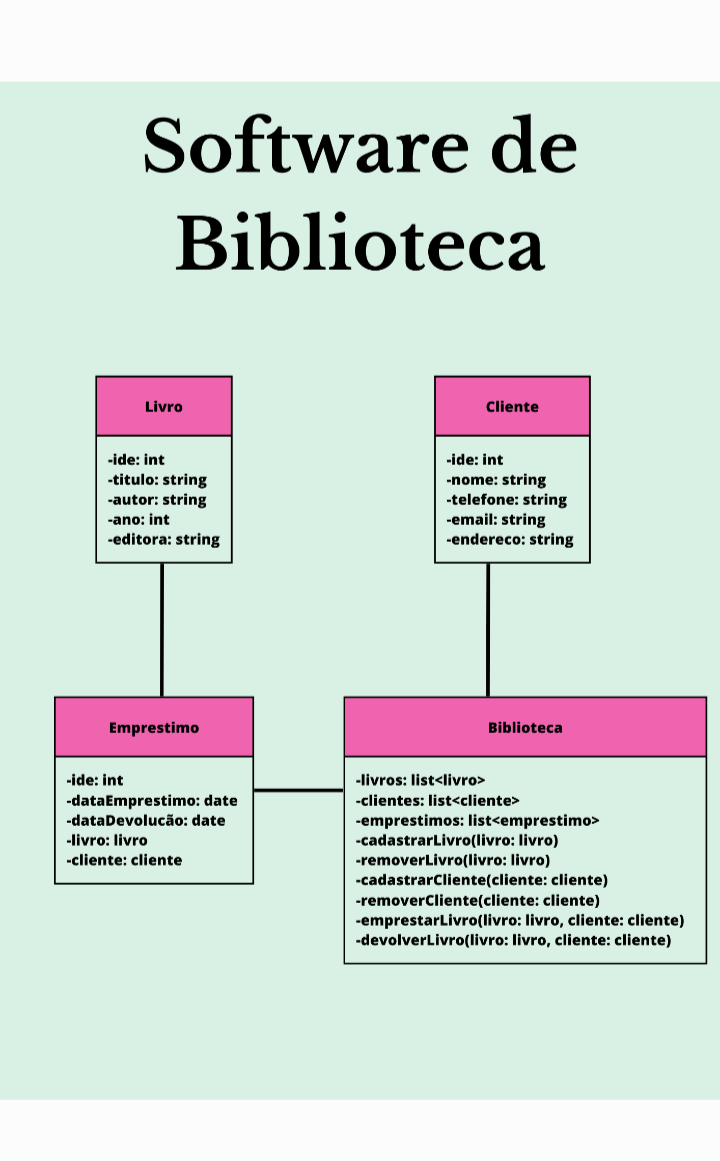 Software de
Biblioteca
Livro
-ide: int
-titulo: string
-autor: string
-ano: int
-editora: string
Cliente
-ide: int
-nome: string
-telefone: string
-email: string
-endereco: string
Emprestimo
-ide: int
-dataEmprestimo: date
-dataDevolucão: date
-livro: livro
-cliente: cliente
Biblioteca
-livros: list<livro>
-clientes: list<cliente>
-emprestimos: list<emprestimo>
-cadastrarLivro(livro: livro)
-removerLivro(livro: livro)
-cadastrarCliente(cliente: cliente)
-removerCliente(cliente: cliente)
-emprestarLivro(livro: livro, cliente: cliente)
-devolverLivro(livro: livro, cliente: cliente)